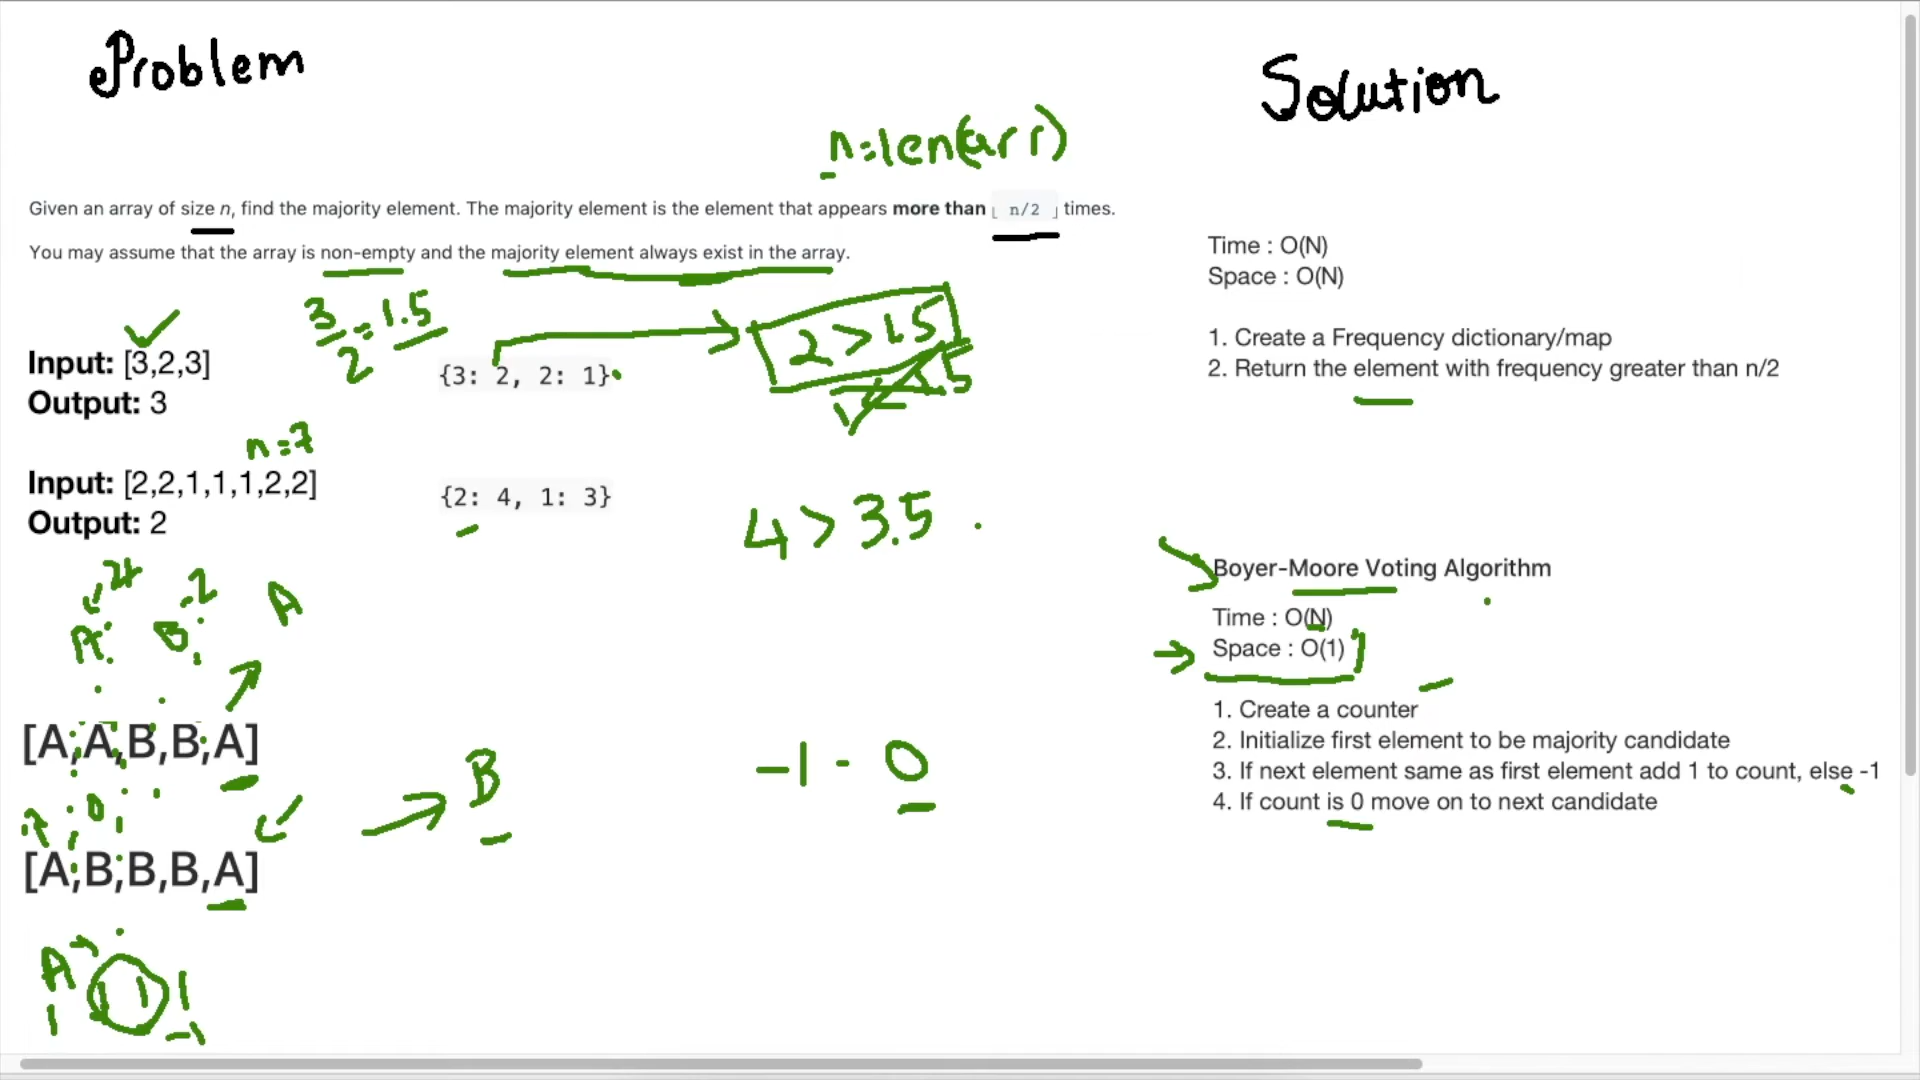 Problem
Solution
n=len(arr)
Given an array of size n, find the majority element. The majority element is the element that appears more than ⌊ n/2 ⌋ times.
You may assume that the array is non-empty and the majority element always exist in the array.
Time : O(N)
Space : O(N)
1. Create a Frequency dictionary/map
2. Return the element with frequency greater than n/2
3/2 = 1.5
2 > 1.5
Input: [3,2,3]
Output: 3
{3: 2, 2: 1}
n=7
Input: [2,2,1,1,1,2,2]
Output: 2
{2: 4, 1: 3}
4 > 3.5
Boyer-Moore Voting Algorithm
Time : O(N)
Space : O(1)
1. Create a counter
2. Initialize first element to be majority candidate
3. If next element same as first element add 1 to count, else -1
4. If count is 0 move on to next candidate
A B A
[A,A,B,B,A]
B
-1 - 0
[A,B,B,B,A]
A
1